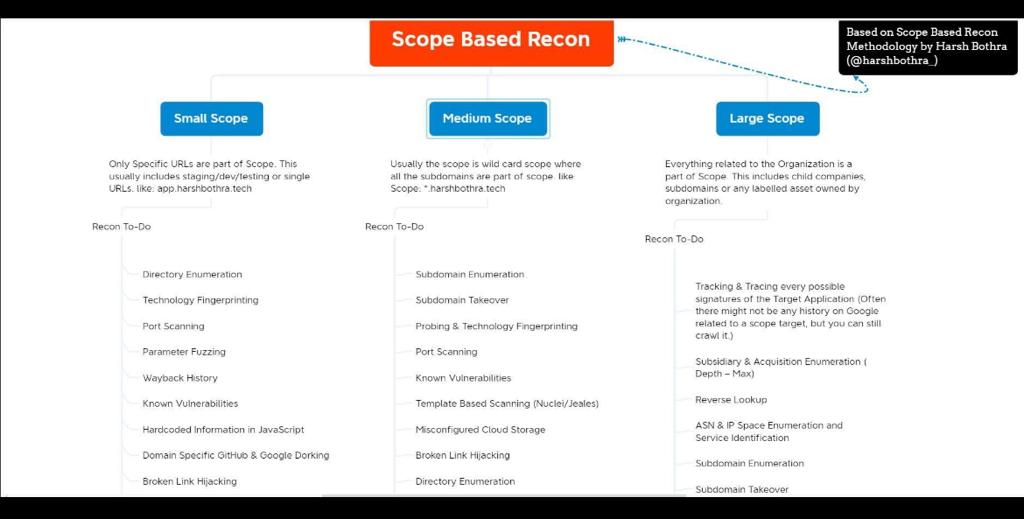 Scope Based Recon
Based on Scope Based Recon
Methodology by Harsh Bothra
(@harshbothra_)
Small Scope
Only Specific URLs are part of Scope. This
usually includes staging/dev/testing or single
URLs. like: app.harshbothra.tech
Recon To-Do
Directory Enumeration
Technology Fingerprinting
Port Scanning
Parameter Fuzzing
Wayback History
Known Vulnerabilities
Hardcoded Information in JavaScript
Domain Specific GitHub & Google Dorking
Broken Link Hijacking
Medium Scope
Usually the scope is wild card scope where
all the subdomains are part of scope. like
Scope: *.harshbothra.tech
Recon To-Do
Subdomain Enumeration
Subdomain Takeover
Probing & Technology Fingerprinting
Port Scanning
Known Vulnerabilities
Template Based Scanning (Nuclei/Jeales)
Misconfigured Cloud Storage
Broken Link Hijacking
Directory Enumeration
Large Scope
Everything related to the Organization is a
part of Scope. This includes child companies,
subdomains or any labelled asset owned by
organization.
Recon To-Do
Tracking & Tracing every possible
signatures of the Target Application (Often
there might not be any history on Google
related to a scope target, but you can still
crawl it.)
Subsidiary & Acquisition Enumeration (
Depth – Max)
Reverse Lookup
ASN & IP Space Enumeration and
Service Identification
Subdomain Enumeration
Subdomain Takeover